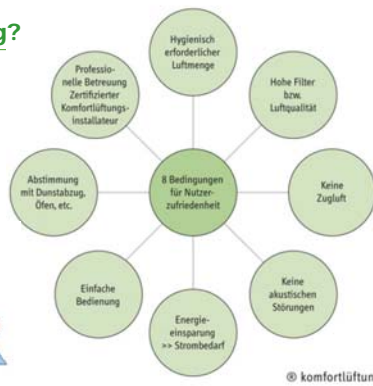 g?
Hygienisch
erforderlicher
Luftmenge
Hohe Filter
bzw.
Luftqualität
Keine
Zugluft
Keine
akustischen
Störungen
Energie-
einsparung
>> Strombedarf
Einfache
Bedienung
Abstimmung
mit Dunstabzug,
Öfen, etc.
Professio-
nelle Betreuung
Zertifizierter
Komfortlüftungs-
installateur
8 Bedingungen
für Nutzer-
zufriedenheit
® komfortlüftun